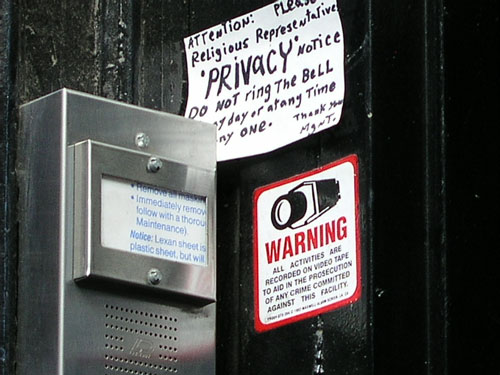 ATTENTION: Please
Religious Representative
"PRIVACY" Notice
DO NOT ring The BeLL
day or at any Time
ny ONE.
Thank you
MgNT.
Remove all
• Immediately remov
follow with a thorou
Maintenance).
Notice: Lexan sheet is
plastic sheet, but will
WARNING
ALL ACTIVITIES ARE
RECORDED ON VIDEO TAPE
TO AID IN THE PROSECUTION
OF ANY CRIME COMMITTED
AGAINST THIS FACILITY.